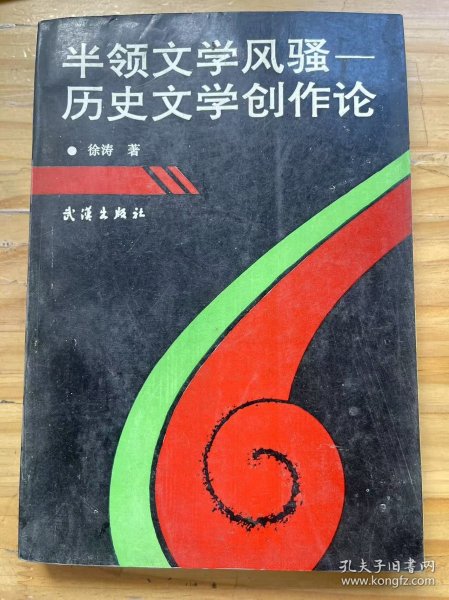 半领文学风骚—
历史文学创作论
●徐涛 著
武漢出版社
孔夫子旧书网
www.kongfz.com